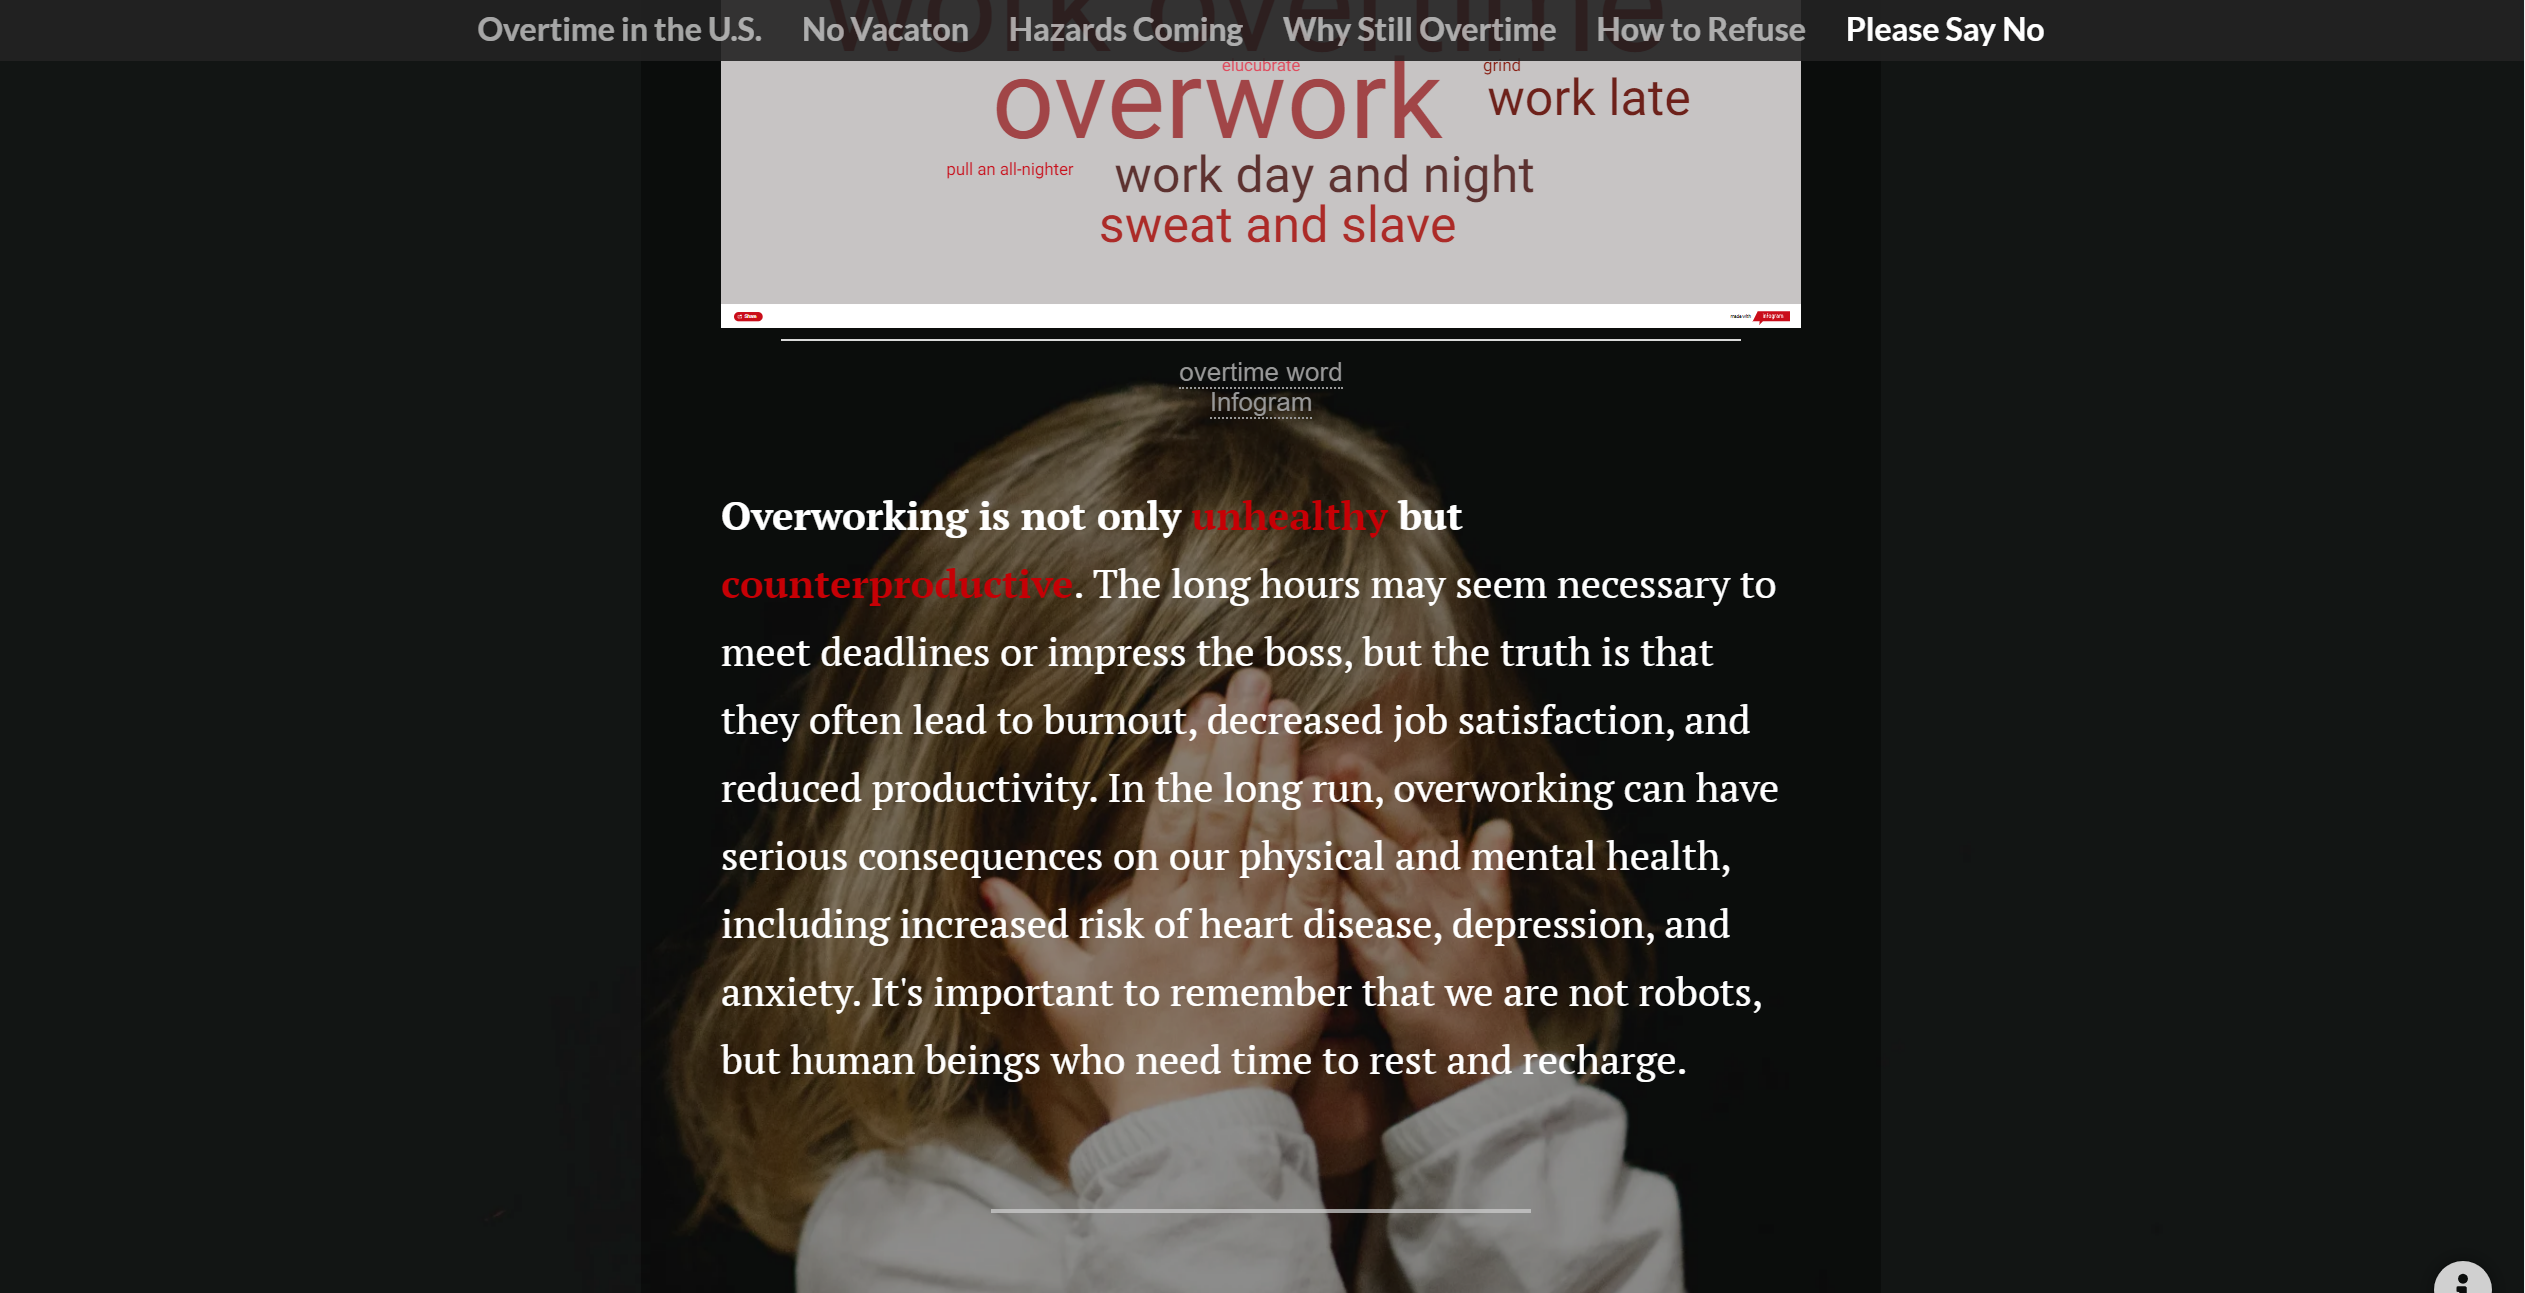 Overtime in the U.S. No Vacaton Hazards Coming Why Still Overtime How to Refuse Please Say No
work overtime
elucubrate grind
overwork work late
pull an all-nighter work day and night
sweat and slave
Share made with infogram
overtime word
Infogram
Overworking is not only unhealthy but
counterproductive. The long hours may seem necessary to
meet deadlines or impress the boss, but the truth is that
they often lead to burnout, decreased job satisfaction, and
reduced productivity. In the long run, overworking can have
serious consequences on our physical and mental health,
including increased risk of heart disease, depression, and
anxiety. It's important to remember that we are not robots,
but human beings who need time to rest and recharge.